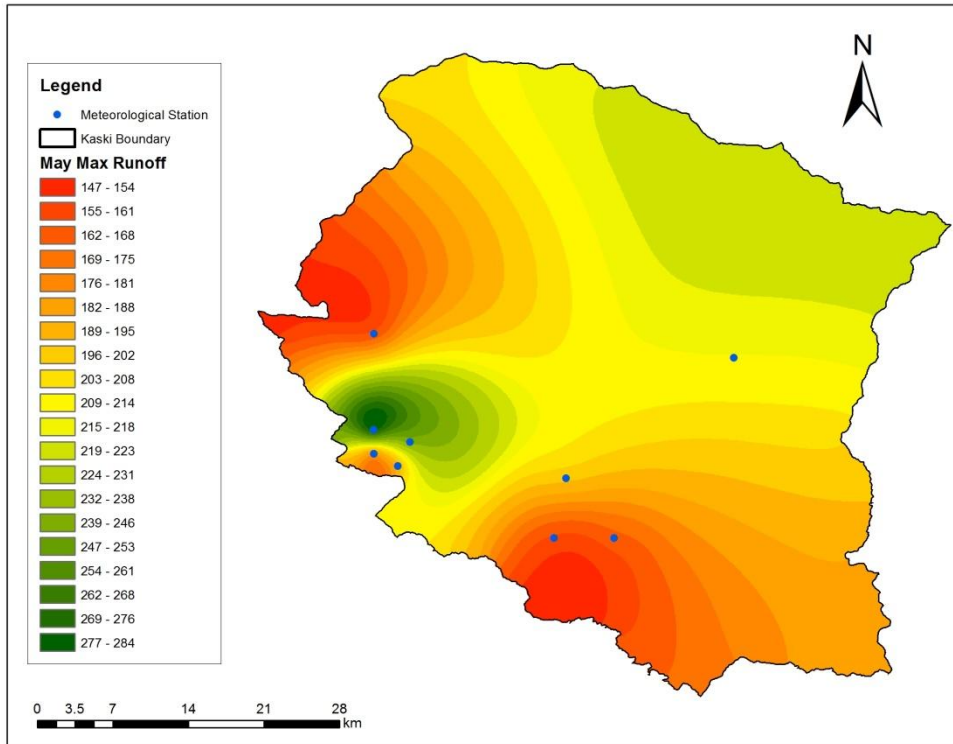 N
Legend
Meteorological Station
Kaski Boundary
May Max Runoff
147 - 154
155 - 161
162 - 168
169 - 175
176 - 181
182 - 188
189 - 195
196 - 202
203 - 208
209 - 214
215 - 218
219 - 223
224 - 231
232 - 238
239 - 246
247 - 253
254 - 261
262 - 268
269 - 276
277 - 284
0 3.5 7 14 21 28
km